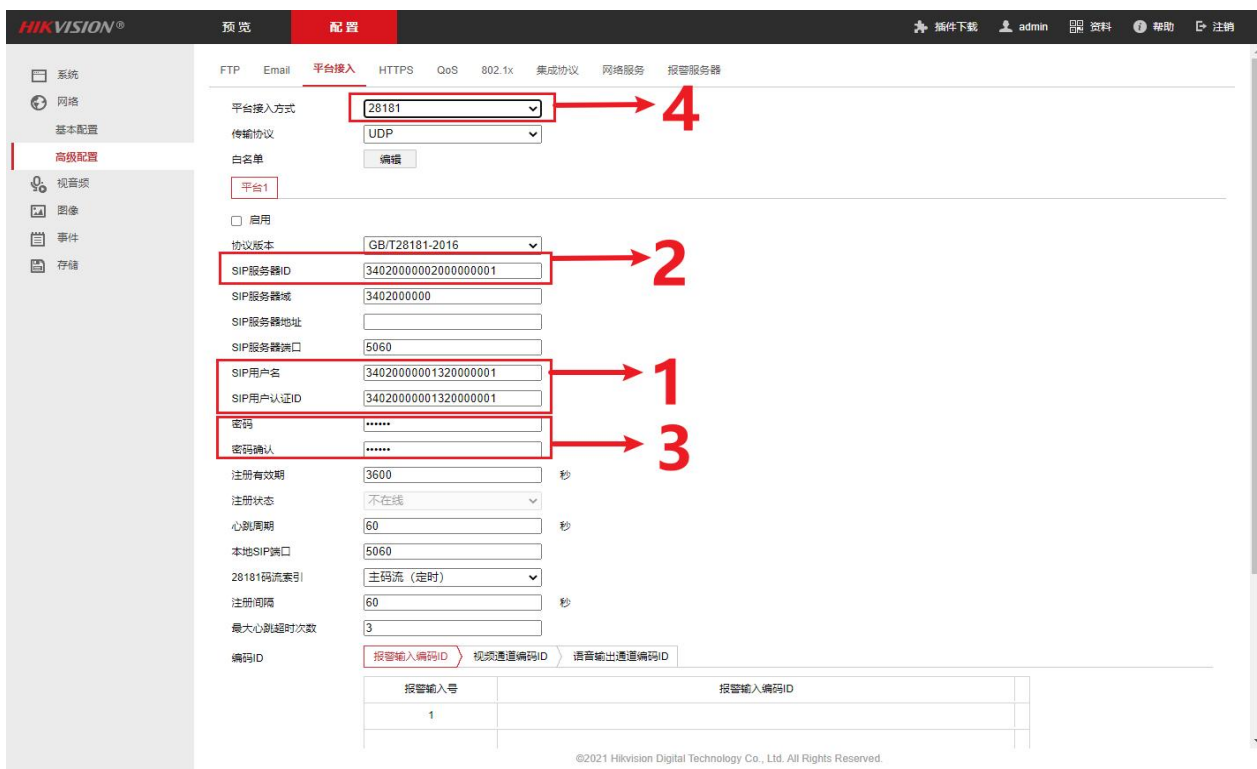 HIKVISION® 预览 配置 插件下载 admin 资料 帮助 注销
系统
网络
基本配置
高级配置
视音频
图像
事件
存储
FTP Email 平台接入 HTTPS QoS 802.1x 集成协议 网络服务 报警服务器
平台接入方式 28181 4
传输协议 UDP
白名单 编辑
平台1
启用
协议版本 GB/T28181-2016
SIP服务器ID 34020000002000000001 2
SIP服务器域 3402000000
SIP服务器地址
SIP服务器端口 5060
SIP用户名 34020000001320000001 1
SIP用户认证ID 34020000001320000001
密码 ••••••
密码确认 •••••• 3
注册有效期 3600 秒
注册状态 不在线
心跳周期 60 秒
本地SIP端口 5060
28181码流索引 主码流（定时）
注册间隔 60 秒
最大心跳超时次数 3
编码ID 报警输入编码ID 视频通道编码ID 语音输出通道编码ID
报警输入号 报警输入编码ID
1
©2021 Hikvision Digital Technology Co., Ltd. All Rights Reserved.